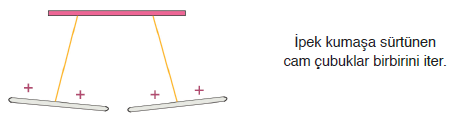 İpek kumaşa sürtünen
cam çubuklar birbirini iter.
+ + + +